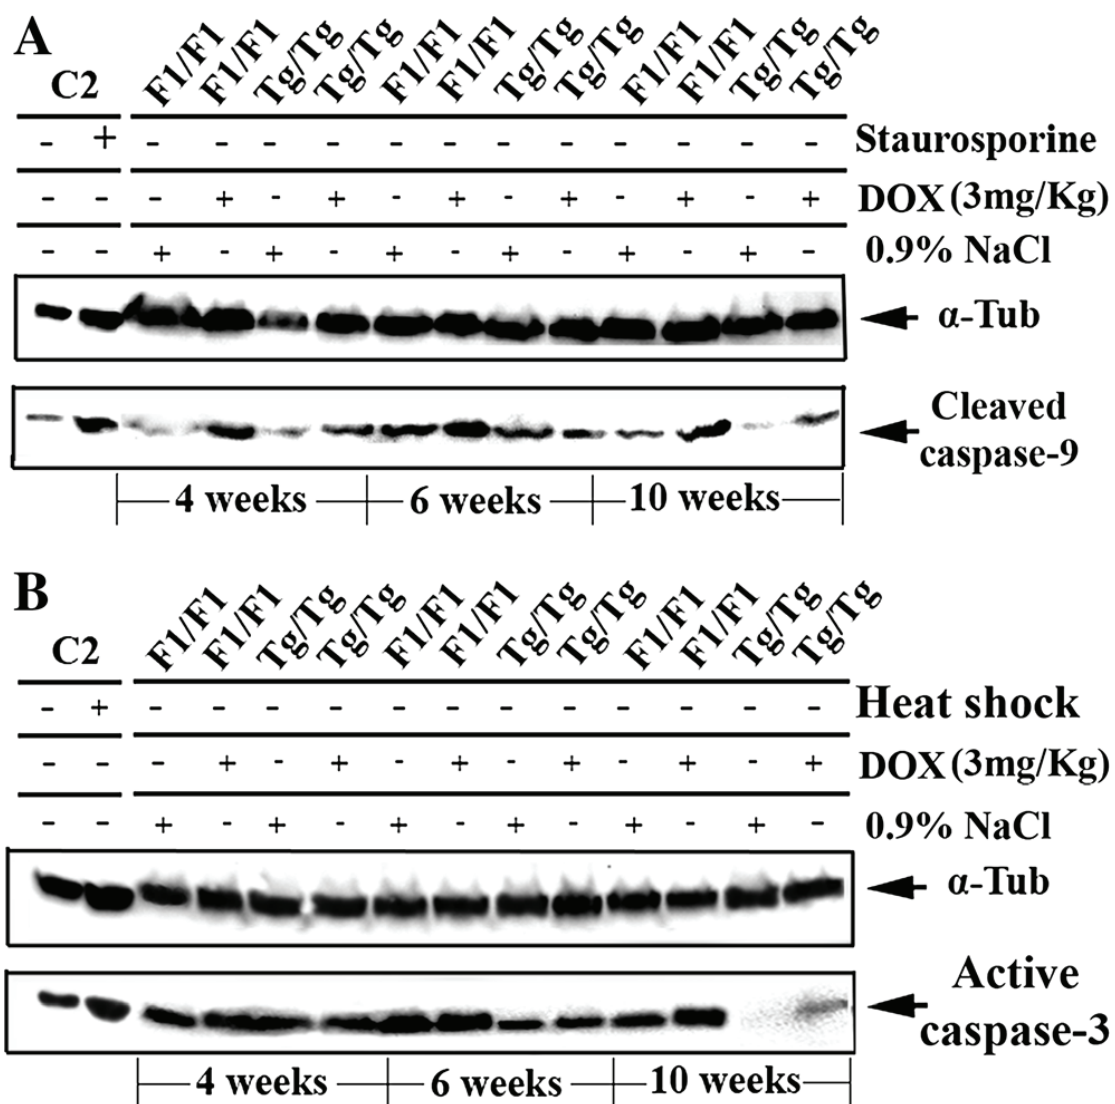 A
C2 F1/F1 F1/F1 Tg/Tg Tg/Tg F1/F1 F1/F1 Tg/Tg Tg/Tg F1/F1 F1/F1 Tg/Tg Tg/Tg
- + - - - - - - - - - - - - Staurosporine
- - - + - + - + - + - + - + DOX (3mg/Kg)
- - + - + - + - + - + - + - 0.9% NaCl
α-Tub
Cleaved
caspase-9
4 weeks 6 weeks 10 weeks
B
C2 F1/F1 F1/F1 Tg/Tg Tg/Tg F1/F1 F1/F1 Tg/Tg Tg/Tg F1/F1 F1/F1 Tg/Tg Tg/Tg
- + - - - - - - - - - - - - Heat shock
- - - + - + - + - + - + - + DOX (3mg/Kg)
- - + - + - + - + - + - + - 0.9% NaCl
α-Tub
Active
caspase-3
4 weeks 6 weeks 10 weeks